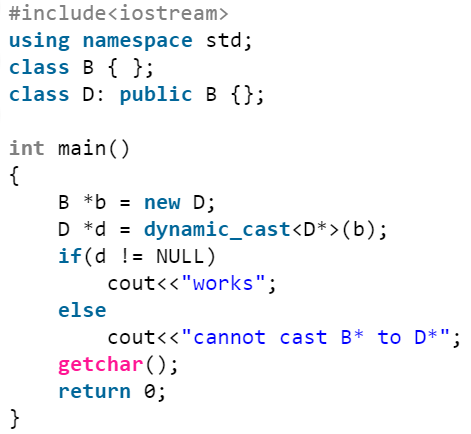 #include<iostream>
using namespace std;
class B { };
class D: public B {};

int main()
{
    B *b = new D;
    D *d = dynamic_cast<D*>(b);
    if(d != NULL)
        cout<<"works";
    else
        cout<<"cannot cast B* to D*";
    getchar();
    return 0;
}